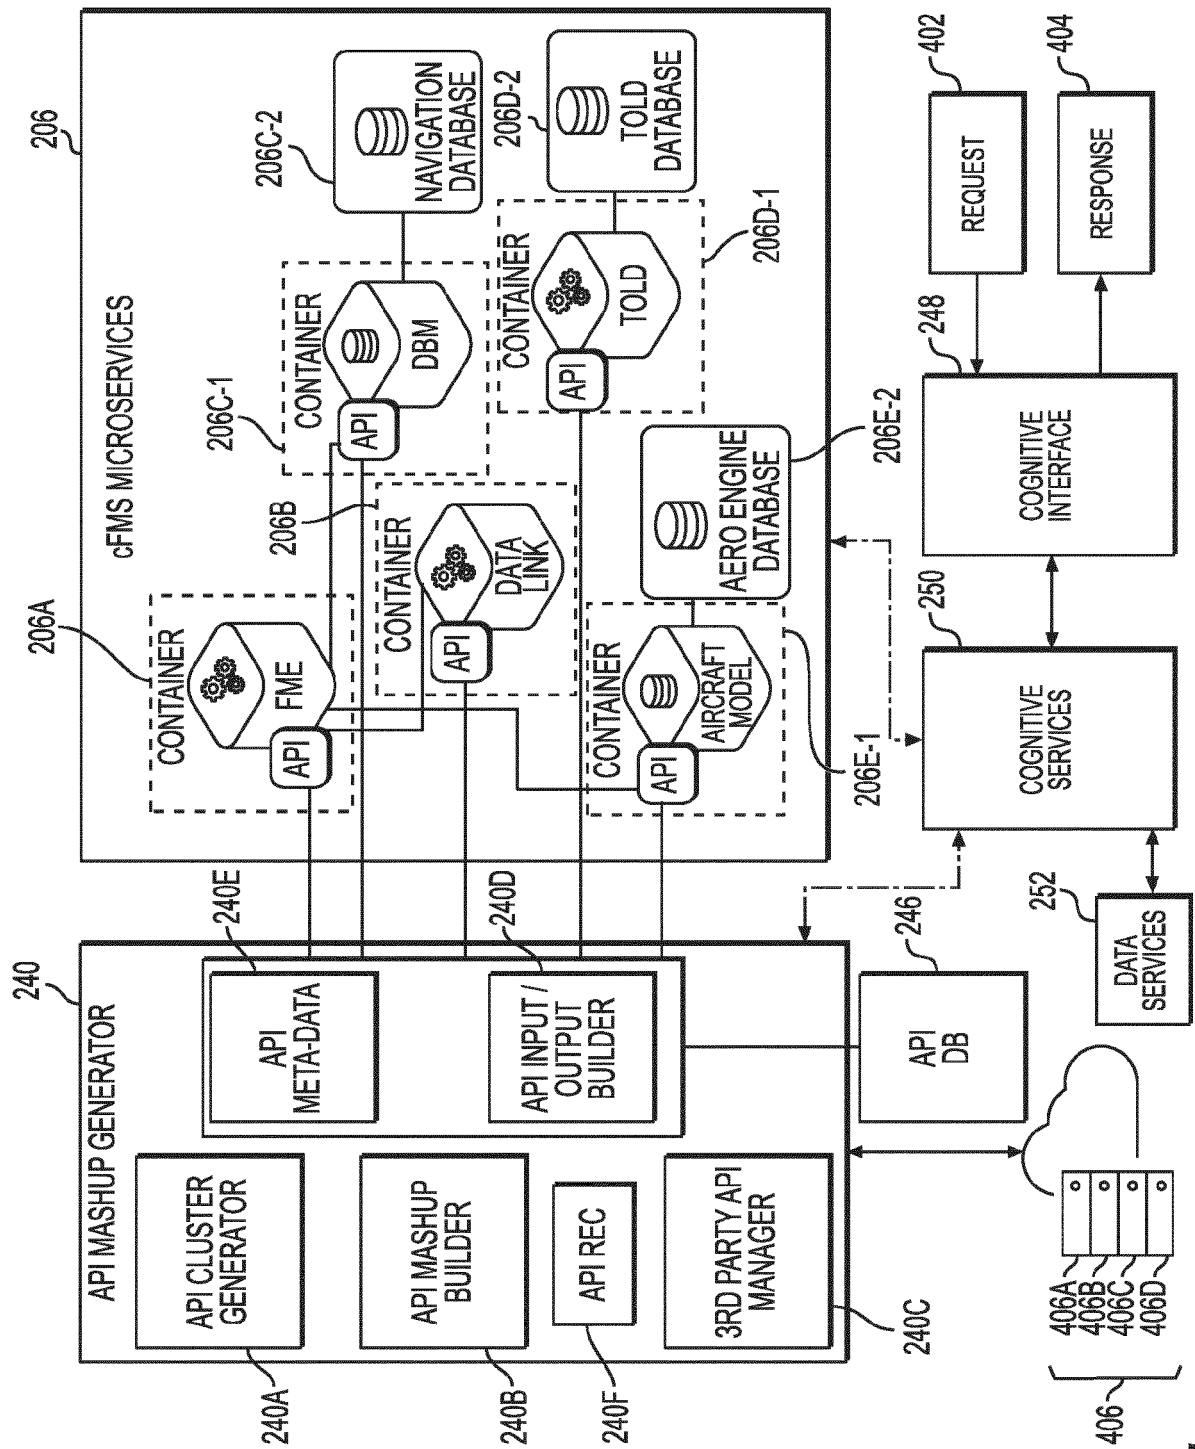 240
API MASHUP GENERATOR
API CLUSTER
GENERATOR
240A
API MASHUP
BUILDER
240B
API REC
240F
3RD PARTY API
MANAGER
240C
API
META-DATA
240E
API INPUT /
OUTPUT
BUILDER
240D
API
DB
246
206
cFMS MICROSERVICES
206A
CONTAINER
FME
API
206B
CONTAINER
DATA
LINK
API
206C-1
CONTAINER
DBM
API
206C-2
NAVIGATION
DATABASE
CONTAINER
TOLD
API
206D-1
206D-2
TOLD
DATABASE
CONTAINER
AIRCRAFT
MODEL
API
206E-1
AERO ENGINE
DATABASE
206E-2
406A
406B
406C
406D
406
DATA
SERVICES
252
COGNITIVE
SERVICES
250
COGNITIVE
INTERFACE
248
REQUEST
402
RESPONSE
404